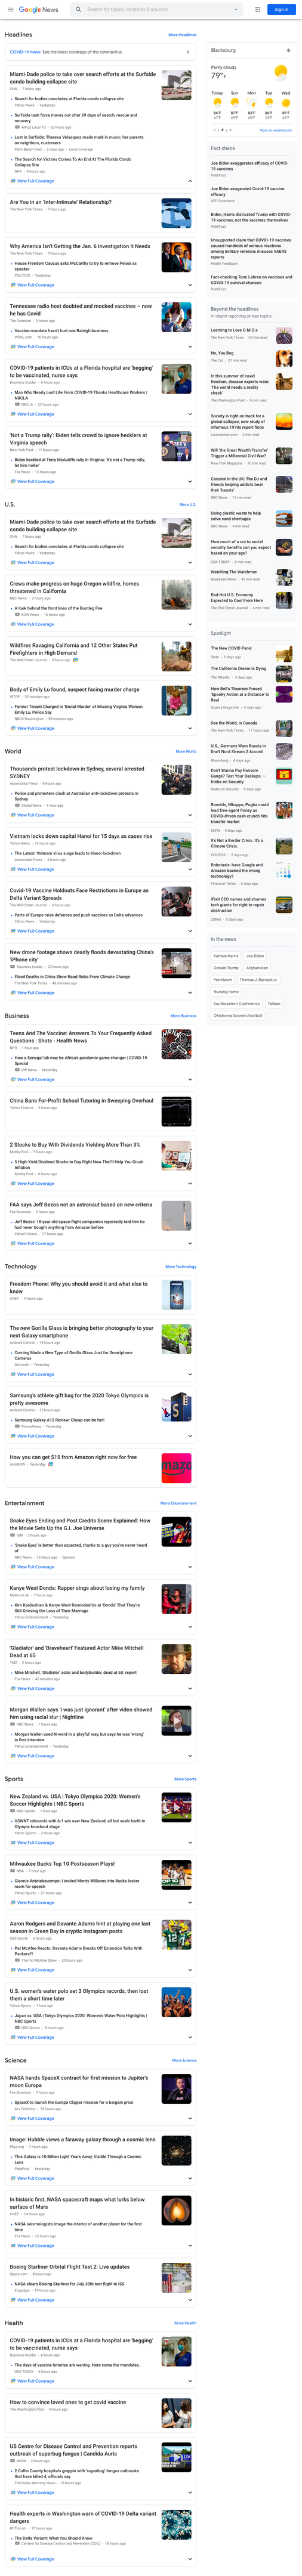 Google News
Search for topics, locations & sources
Sign in
Headlines
More Headlines
COVID-19 news: See the latest coverage of the coronavirus
Miami-Dade police to take over search efforts at the Surfside condo building collapse site
CNN · 7 hours ago
Search for bodies concludes at Florida condo collapse site
Yahoo News · Yesterday
Surfside task force moves out after 29 days of search, rescue and recovery
WPLG Local 10 · 23 hours ago
Lost in Surfside: Theresa Velasquez made mark in music, her parents on neighbors, customers
Palm Beach Post · 2 days ago · Local coverage
The Search for Victims Comes To An End At The Florida Condo Collapse Site
NPR · 4 hours ago
View Full Coverage
Are You in an 'Inter-Intimate' Relationship?
The New York Times · 7 hours ago
Why America Isn't Getting the Jan. 6 Investigation It Needs
The New York Times · 7 hours ago
House Freedom Caucus asks McCarthy to try to remove Pelosi as speaker
POLITICO · Yesterday
View Full Coverage
Tennessee radio host doubted and mocked vaccines – now he has Covid
The Guardian · 3 hours ago
Vaccine mandate hasn't hurt one Raleigh business
WRAL.com · 10 hours ago
View Full Coverage
COVID-19 patients in ICUs at a Florida hospital are 'begging' to be vaccinated, nurse says
Business Insider · 6 hours ago
Man Who Nearly Lost Life From COVID-19 Thanks Healthcare Workers | NBCLA
NBCLA · 22 hours ago
View Full Coverage
'Not a Trump rally': Biden tells crowd to ignore hecklers at Virginia speech
New York Post · 11 hours ago
Biden heckled at Terry McAuliffe rally in Virginia. 'It's not a Trump rally, let him holler'
Fox News · 13 hours ago
View Full Coverage
U.S.
More U.S.
Miami-Dade police to take over search efforts at the Surfside condo building collapse site
CNN · 7 hours ago
Search for bodies concludes at Florida condo collapse site
Yahoo News · Yesterday
View Full Coverage
Crews make progress on huge Oregon wildfire, homes threatened in California
NBC News · 3 hours ago
A look behind the front lines of the Bootleg Fire
KGW News · 16 hours ago
View Full Coverage
Wildfires Ravaging California and 12 Other States Put Firefighters in High Demand
The Wall Street Journal · 3 hours ago
Body of Emily Lu found, suspect facing murder charge
WTOP · 55 minutes ago
Former Tenant Charged in 'Brutal Murder' of Missing Virginia Woman Emily Lu, Police Say
NBC4 Washington · 50 minutes ago
View Full Coverage
World
More World
Thousands protest lockdown in Sydney, several arrested SYDNEY
Associated Press · 8 hours ago
Police and protesters clash at Australian anti-lockdown protests in Sydney
Global News · 1 hour ago
View Full Coverage
Vietnam locks down capital Hanoi for 15 days as cases rise
Yahoo News · 13 hours ago
The Latest: Vietnam virus surge leads to Hanoi lockdown
Associated Press · 4 hours ago
View Full Coverage
Covid-19 Vaccine Holdouts Face Restrictions in Europe as Delta Variant Spreads
The Wall Street Journal · 2 hours ago
Parts of Europe raise defences and push vaccines as Delta advances
Yahoo News · Yesterday
View Full Coverage
New drone footage shows deadly floods devastating China's 'iPhone city'
Business Insider · 22 hours ago
Flood Deaths in China Show Road Risks From Climate Change
The New York Times · 46 minutes ago
View Full Coverage
Business
More Business
Teens And The Vaccine: Answers To Your Frequently Asked Questions : Shots - Health News
NPR · 1 hour ago
How a Senegal lab may be Africa's pandemic game changer | COVID-19 Special
DW News · Yesterday
View Full Coverage
China Bans For-Profit School Tutoring in Sweeping Overhaul
Yahoo Finance · 2 hours ago
2 Stocks to Buy With Dividends Yielding More Than 3%
Motley Fool · 5 hours ago
5 High-Yield Dividend Stocks to Buy Right Now That'll Help You Crush Inflation
Motley Fool · 6 hours ago
View Full Coverage
FAA says Jeff Bezos not an astronaut based on new criteria
Fox Business · 3 hours ago
Jeff Bezos' 18-year-old space-flight companion reportedly told him he had never bought anything from Amazon before
Yahoo! Voices · 17 hours ago
View Full Coverage
Technology
More Technology
Freedom Phone: Why you should avoid it and what else to know
CNET · 6 hours ago
The new Gorilla Glass is bringing better photography to your next Galaxy smartphone
Android Central · 19 hours ago
Corning Made a New Type of Gorilla Glass Just for Smartphone Cameras
Gizmodo · Yesterday
View Full Coverage
Samsung's athlete gift bag for the 2020 Tokyo Olympics is pretty awesome
Android Central · 19 hours ago
Samsung Galaxy A12 Review: Cheap can be fun!
PhoneArena · Yesterday
View Full Coverage
How you can get $15 from Amazon right now for free
Yesterday
amazo
Entertainment
More Entertainment
Snake Eyes Ending and Post Credits Scene Explained: How the Movie Sets Up the G.I. Joe Universe
IGN · 3 hours ago
'Snake Eyes' is better than expected, thanks to a guy you've never heard of
NBC News · 19 hours ago · Opinion
View Full Coverage
Kanye West Donda: Rapper sings about losing my family
Metro.co.uk · 7 hours ago
Kim Kardashian & Kanye West Reminded Us at 'Donda' That They're Still Grieving the Loss of Their Marriage
Yahoo Entertainment · Yesterday
View Full Coverage
'Gladiator' and 'Braveheart' Featured Actor Mike Mitchell Dead at 65
TMZ · 2 hours ago
Mike Mitchell, 'Gladiator' actor and bodybuilder, dead at 65: report
Fox News · 45 minutes ago
View Full Coverage
Morgan Wallen says 'I was just ignorant' after video showed him using racial slur | Nightline
ABC News · 7 hours ago
Morgan Wallen used N-word in a 'playful' way, but says he was 'wrong' in first interview
Yahoo Entertainment · Yesterday
View Full Coverage
Sports
More Sports
New Zealand vs. USA | Tokyo Olympics 2020: Women's Soccer Highlights | NBC Sports
NBC Sports · 1 hour ago
USWNT rebounds with 6-1 win over New Zealand, all but seals berth in Olympic knockout stage
Yahoo Sports · 2 hours ago
View Full Coverage
Milwaukee Bucks Top 10 Postseason Plays!
NBA · 1 hour ago
Giannis Antetokounmpo: I invited Monty Williams into Bucks locker room for speech
Yahoo Sports · 21 hours ago
View Full Coverage
Aaron Rodgers and Davante Adams hint at playing one last season in Green Bay in cryptic Instagram posts
CBS Sports · 3 hours ago
Pat McAfee Reacts: Davante Adams Breaks Off Extension Talks With Packers?!
The Pat McAfee Show · 23 hours ago
View Full Coverage
U.S. women's water polo set 3 Olympics records, then lost them a short time later
Yahoo Sports · 1 hour ago
Japan vs. USA | Tokyo Olympics 2020: Women's Water Polo Highlights | NBC Sports
NBC Sports · 8 hours ago
View Full Coverage
Science
More Science
NASA hands SpaceX contract for first mission to Jupiter's moon Europa
Fox Business · 6 hours ago
SpaceX to launch the Europa Clipper mission for a bargain price
Ars Technica · 19 hours ago
View Full Coverage
Image: Hubble views a faraway galaxy through a cosmic lens
Phys.org · 7 hours ago
This Galaxy is 10 Billion Light Years Away, Visible Through a Cosmic Lens
PetaPixel · Yesterday
View Full Coverage
In historic first, NASA spacecraft maps what lurks below surface of Mars
CNET · 14 hours ago
NASA seismologists image the interior of another planet for the first time
Fox News · 22 hours ago
View Full Coverage
Boeing Starliner Orbital Flight Test 2: Live updates
Space.com · 6 hours ago
NASA clears Boeing Starliner for July 30th test flight to ISS
Engadget · 19 hours ago
View Full Coverage
Health
More Health
COVID-19 patients in ICUs at a Florida hospital are 'begging' to be vaccinated, nurse says
Business Insider · 6 hours ago
The days of vaccine lotteries are waning. Here come the mandates.
USA TODAY · 6 hours ago
View Full Coverage
How to convince loved ones to get covid vaccine
The Washington Post · 4 hours ago
US Centre for Disease Control and Prevention reports outbreak of superbug fungus | Candida Auris
WION · 2 hours ago
2 Collin County hospitals grapple with 'superbug' fungus outbreaks that have killed 4, officials say
The Dallas Morning News · 19 hours ago
View Full Coverage
Health experts in Washington warn of COVID-19 Delta variant dangers
KPTV.com · 15 hours ago
The Delta Variant: What You Should Know
Centers for Disease Control and Prevention (CDC) · 18 hours ago
View Full Coverage
Blacksburg
Partly cloudy
79°F
Today Sun Mon Tue Wed
C | F | K
More on weather.com
Fact check
Joe Biden exaggerates efficacy of COVID-19 vaccines
PolitiFact
Joe Biden exaggerated Covid-19 vaccine efficacy
AFP Factcheck
Biden, Harris distrusted Trump with COVID-19 vaccines, not the vaccines themselves
PolitiFact
Unsupported claim that COVID-19 vaccines caused hundreds of serious reactions among military veterans misuses VAERS reports
Health Feedback
Fact-checking Tomi Lahren on vaccines and COVID-19 survival chances
PolitiFact
Beyond the headlines
In-depth reporting on key topics
Learning to Love G.M.O.s
The New York Times · 33 min read
No, You Beg
The Cut · 21 min read
In this summer of covid freedom, disease experts warn: 'The world needs a reality check'
The Washington Post · 9 min read
Society is right on track for a global collapse, new study of infamous 1970s report finds
Livescience.com · 3 min read
Will 'the Great Wealth Transfer' Trigger a Millennial Civil War?
New York Magazine · 10 min read
Cocaine in the UK: The DJ and friends helping addicts beat their 'beasts'
BBC News · 12 min read
Using plastic waste to help solve sand shortages
BBC News · 4 min read
How much of a cut to social security benefits can you expect based on your age?
USA TODAY · 3 min read
Watching The Watchmen
BuzzFeed News · 45 min read
Red-Hot U.S. Economy Expected to Cool From Here
The Wall Street Journal · 4 min read
Spotlight
The New COVID Panic
Slate · 3 days ago
The California Dream Is Dying
The Atlantic · 3 days ago
How Bell's Theorem Proved 'Spooky Action at a Distance' Is Real
Quanta Magazine · 4 days ago
See the World, in Canada
The New York Times · 17 hours ago
U.S., Germany Warn Russia in Draft Nord Stream 2 Accord
Bloomberg · 4 days ago
Don't Wanna Pay Ransom Gangs? Test Your Backups. – Krebs on Security
Krebs on Security · 5 days ago
Ronaldo, Mbappe, Pogba could lead free-agent frenzy as COVID-driven cash crunch hits transfer market
ESPN · 5 days ago
It's Not a Border Crisis. It's a Climate Crisis.
POLITICO · 5 days ago
Robotaxis: have Google and Amazon backed the wrong technology?
Financial Times · 5 days ago
iFixit CEO names and shames tech giants for right to repair obstruction
ZDNet · 5 days ago
In the news
Kamala Harris
Joe Biden
Donald Trump
Afghanistan
Petroleum
Thomas J. Barrack Jr.
Nursing home
Southeastern Conference
Taliban
Oklahoma Sooners football